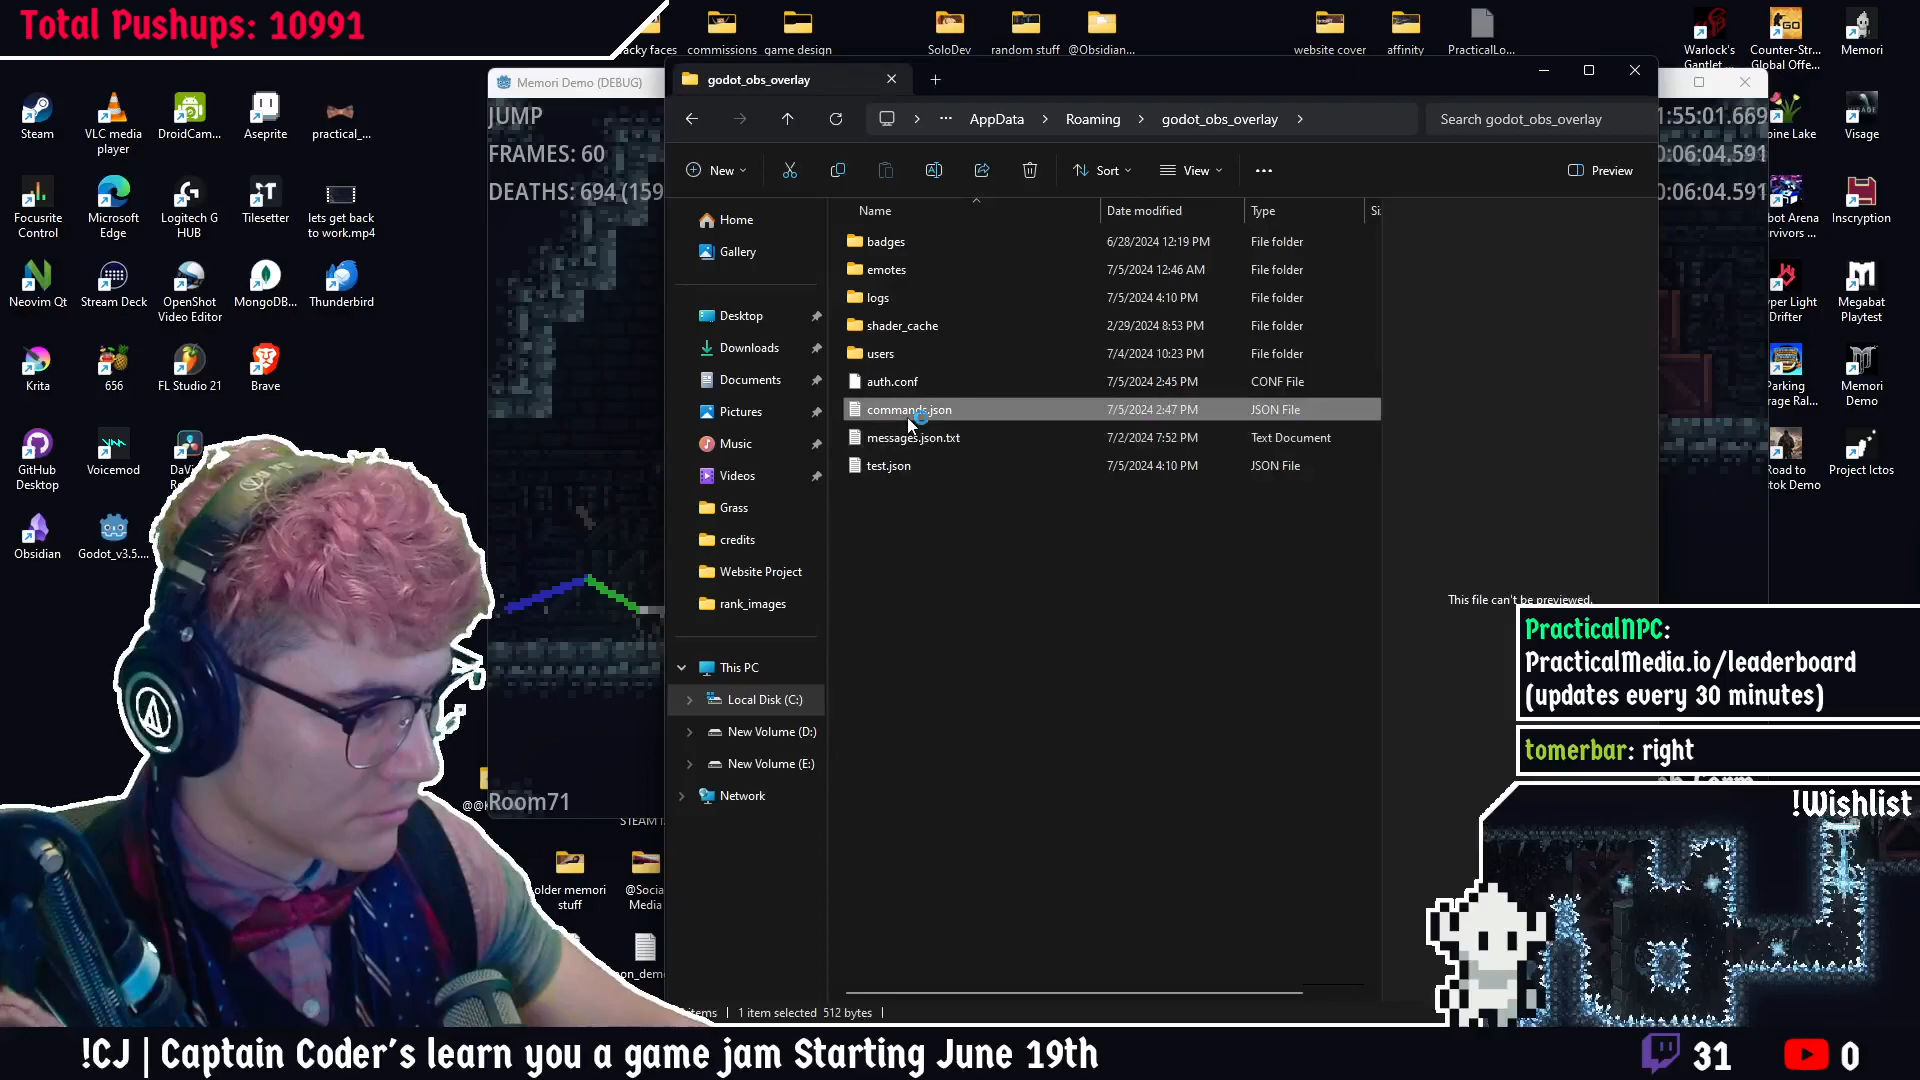 Total Pushups: 10991
commissions
game design
SoloDev
random stuff
@Obsidian...
website cover
affinity
PracticalLo...
Warlock's
Gantlet
Counter-Str...
Global Offe...
Memori
Steam
VLC media
player
DroidCam...
Aseprite
practical_...
Focusrite
Control
Microsoft
Edge
Logitech G
HUB
Tilesetter
lets get back
to work.mp4
Neovim Qt
Stream Deck
OpenShot
Video Editor
MongoDB...
Thunderbird
Krita
656
FL Studio 21
Brave
GitHub
Desktop
Voicemod
Obsidian
Godot_v3.5....
Memori Demo (DEBUG)
JUMP
FRAMES: 60
DEATHS: 694 (159
Room71
godot_obs_overlay
AppData
Roaming
godot_obs_overlay
Search godot_obs_overlay
New
Sort
View
Preview
Home
Gallery
Desktop
Downloads
Documents
Pictures
Music
Videos
Grass
credits
Website Project
rank_images
This PC
Local Disk (C:)
New Volume (D:)
New Volume (E:)
Network
Name
Date modified
Type
badges 6/28/2024 12:19 PM File folder
emotes 7/5/2024 12:46 AM File folder
logs 7/5/2024 4:10 PM File folder
shader_cache 2/29/2024 8:53 PM File folder
users 7/4/2024 10:23 PM File folder
auth.conf 7/5/2024 2:45 PM CONF File
commands.json 7/5/2024 2:47 PM JSON File
messages.json.txt 7/2/2024 7:52 PM Text Document
test.json 7/5/2024 4:10 PM JSON File
This file can't be previewed.
1 item selected 512 bytes
1:55:01.669
0:06:04.591
0:06:04.591
Visage
Inscryption
Megabat
Playtest
Memori
Demo
Project Ictos
older memori
stuff
PracticalNPC:
PracticalMedia.io/leaderboard
(updates every 30 minutes)
tomerbar: right
!Wishlist
!CJ | Captain Coder's learn you a game jam Starting June 19th
31
0